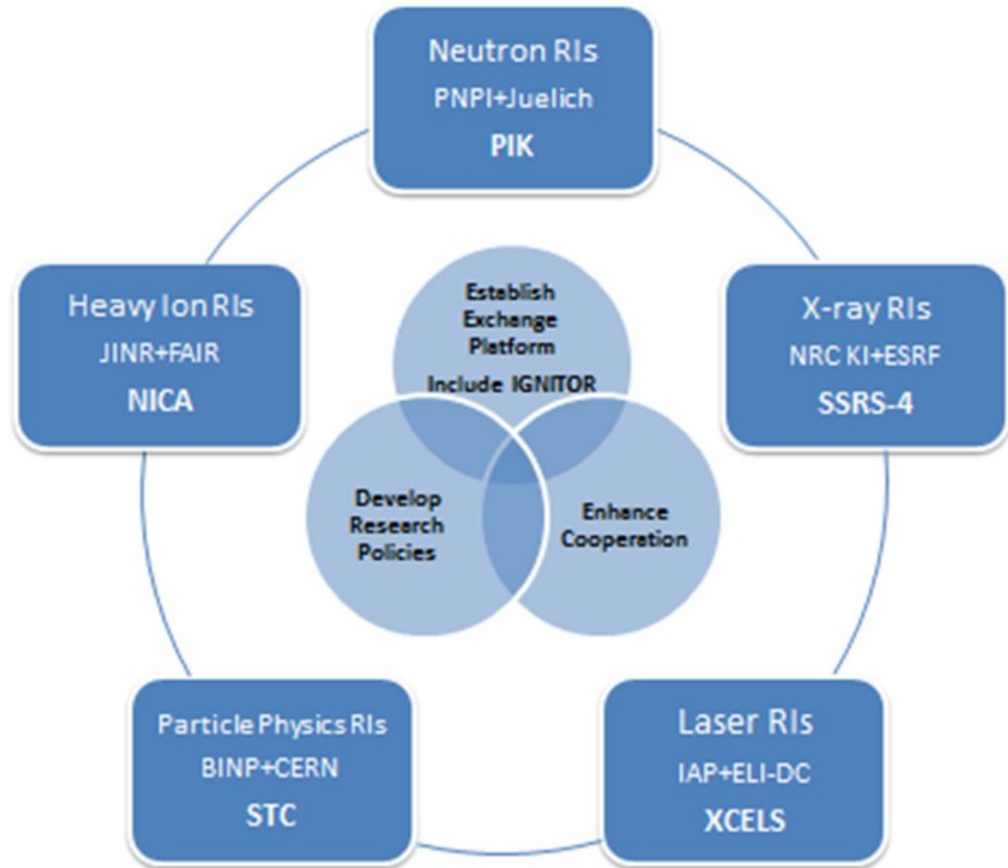 Neutron RIs
PNPI+Juelich
PIK
Heavy Ion RIs
JINR+FAIR
NICA
Establish
Exchange
Platform
Include IGNITOR
X-ray RIs
NRC KI+ESRF
SSRS-4
Develop
Research
Policies
Enhance
Cooperation
Particle Physics RIs
BINP+CERN
STC
Laser RIs
IAP+ELI-DC
XCELS